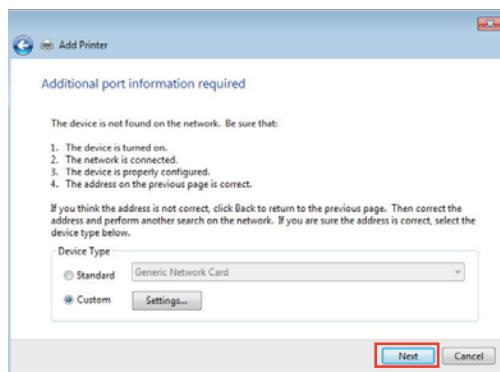 Add Printer
Additional port information required
The device is not found on the network. Be sure that:
1. The device is turned on.
2. The network is connected.
3. The device is properly configured.
4. The address on the previous page is correct.
If you think the address is not correct, click Back to return to the previous page. Then correct the
address and perform another search on the network. If you are sure the address is correct, select the
device type below.
Device Type
Standard Generic Network Card
Custom Settings...
Next Cancel